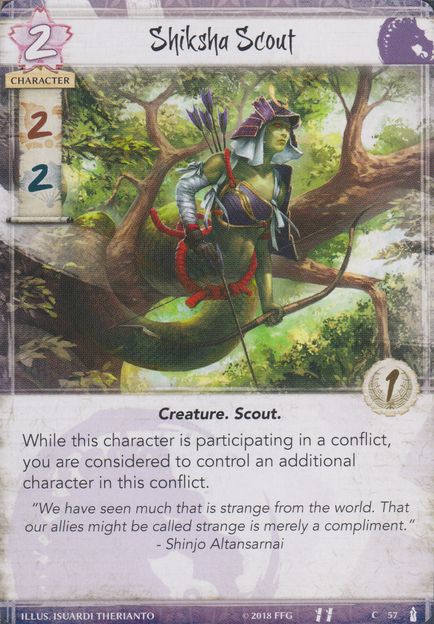 2
Shiksha Scout
CHARACTER
2
2
1
Creature. Scout.
While this character is participating in a conflict,
you are considered to control an additional
character in this conflict.
“We have seen much that is strange from the world. That
our allies might be called strange is merely a compliment.”
- Shinjo Altansarnai
ILLUS. ISUARDI THERIANTO © 2018 FFG C 57